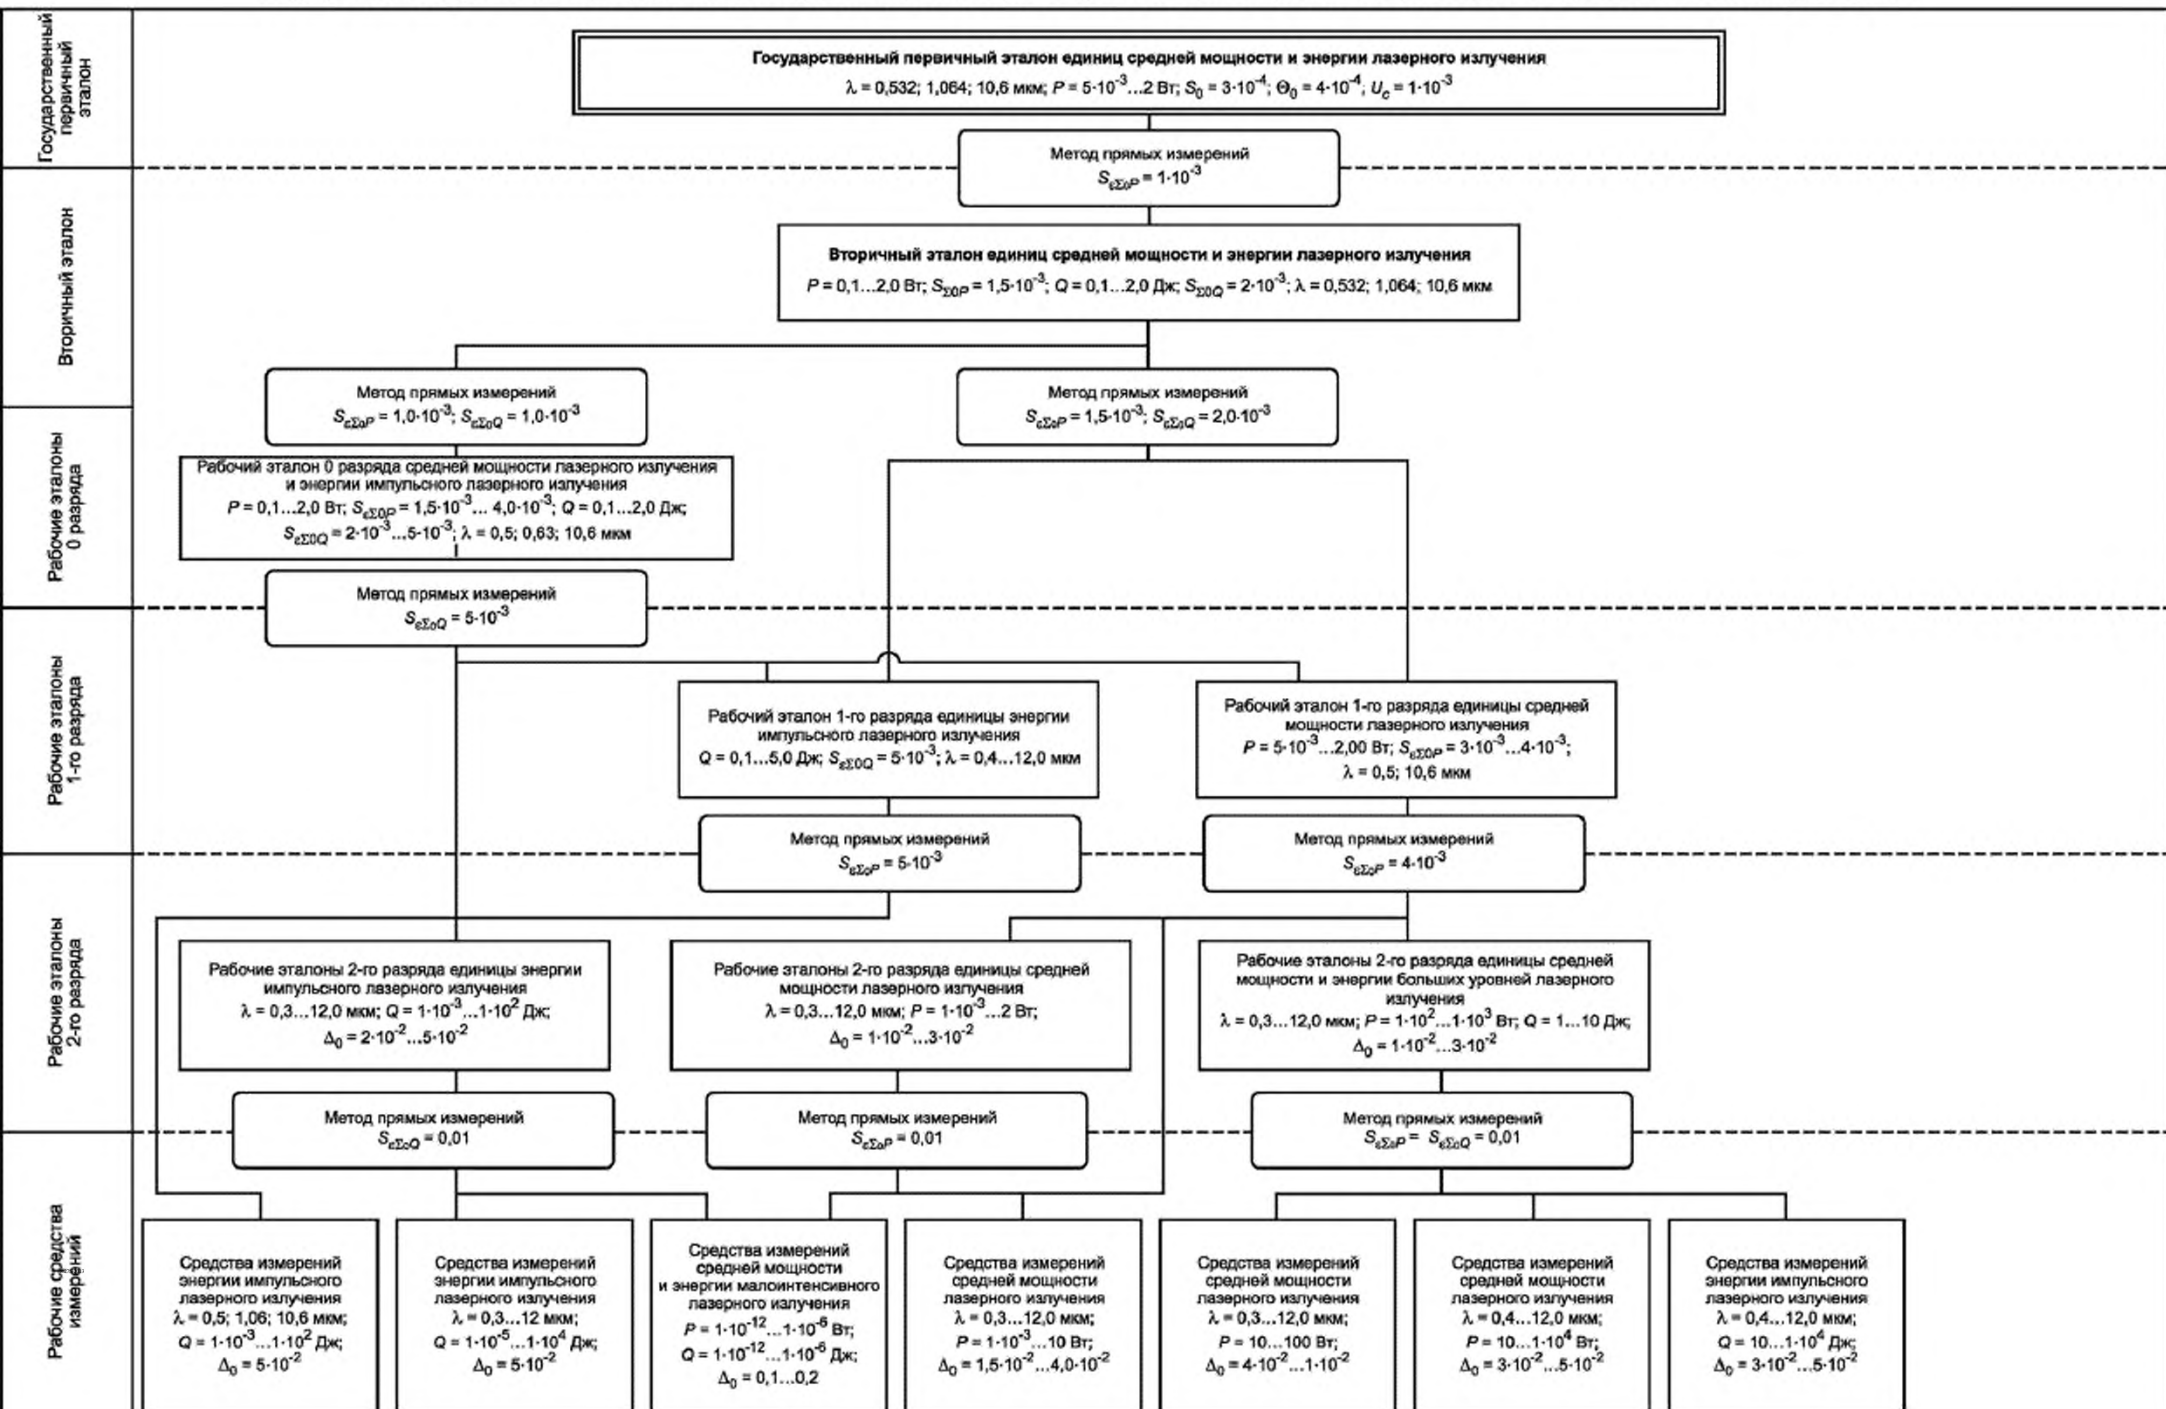 Государственный
первичный
эталон
Государственный первичный эталон единиц средней мощности и энергии лазерного излучения
λ = 0,532; 1,064; 10,6 мкм; P = 5·10⁻³...2 Вт; S₀ = 3·10⁻⁴; Θ₀ = 4·10⁻⁴; U_c = 1·10⁻³
Метод прямых измерений
S_εΣ₀P = 1·10⁻³
Вторичный эталон
Вторичный эталон единиц средней мощности и энергии лазерного излучения
P = 0,1...2,0 Вт; S_Σ0P = 1,5·10⁻³; Q = 0,1...2,0 Дж; S_Σ0Q = 2·10⁻³; λ = 0,532; 1,064; 10,6 мкм
Метод прямых измерений
S_εΣ₀P = 1,0·10⁻³; S_εΣ₀Q = 1,0·10⁻³
Метод прямых измерений
S_εΣ₀P = 1,5·10⁻³; S_εΣ₀Q = 2,0·10⁻³
Рабочие эталоны
0 разряда
Рабочий эталон 0 разряда средней мощности лазерного излучения
и энергии импульсного лазерного излучения
P = 0,1...2,0 Вт; S_εΣ0P = 1,5·10⁻³... 4,0·10⁻³; Q = 0,1...2,0 Дж;
S_εΣ0Q = 2·10⁻³...5·10⁻³; λ = 0,5; 0,63; 10,6 мкм
Метод прямых измерений
S_εΣ₀Q = 5·10⁻³
Рабочие эталоны
1-го разряда
Рабочий эталон 1-го разряда единицы энергии
импульсного лазерного излучения
Q = 0,1...5,0 Дж; S_εΣ0Q = 5·10⁻³; λ = 0,4...12,0 мкм
Рабочий эталон 1-го разряда единицы средней
мощности лазерного излучения
P = 5·10⁻³...2,00 Вт; S_εΣ0P = 3·10⁻³...4·10⁻³;
λ = 0,5; 10,6 мкм
Метод прямых измерений
S_εΣ₀P = 5·10⁻³
Метод прямых измерений
S_εΣ₀P = 4·10⁻³
Рабочие эталоны
2-го разряда
Рабочие эталоны 2-го разряда единицы энергии
импульсного лазерного излучения
λ = 0,3...12,0 мкм; Q = 1·10⁻³...1·10² Дж;
Δ₀ = 2·10⁻²...5·10⁻²
Рабочие эталоны 2-го разряда единицы средней
мощности лазерного излучения
λ = 0,3...12,0 мкм; P = 1·10⁻³...2 Вт;
Δ₀ = 1·10⁻²...3·10⁻²
Рабочие эталоны 2-го разряда единицы средней
мощности и энергии больших уровней лазерного
излучения
λ = 0,3...12,0 мкм; P = 1·10²...1·10³ Вт; Q = 1...10 Дж;
Δ₀ = 1·10⁻²...3·10⁻²
Метод прямых измерений
S_εΣ₀Q = 0,01
Метод прямых измерений
S_εΣ₀P = 0,01
Метод прямых измерений
S_εΣ₀P = S_εΣ₀Q = 0,01
Рабочие средства
измерений
Средства измерений
энергии импульсного
лазерного излучения
λ = 0,5; 1,06; 10,6 мкм;
Q = 1·10⁻³...1·10² Дж;
Δ₀ = 5·10⁻²
Средства измерений
энергии импульсного
лазерного излучения
λ = 0,3...12 мкм;
Q = 1·10⁻⁵...1·10⁴ Дж;
Δ₀ = 5·10⁻²
Средства измерений
средней мощности
и энергии малоинтенсивного
лазерного излучения
P = 1·10⁻¹²...1·10⁻⁶ Вт;
Q = 1·10⁻¹²...1·10⁻⁶ Дж;
Δ₀ = 0,1...0,2
Средства измерений
средней мощности
лазерного излучения
λ = 0,3...12,0 мкм;
P = 1·10⁻³...10 Вт;
Δ₀ = 1,5·10⁻²...4,0·10⁻²
Средства измерений
средней мощности
лазерного излучения
λ = 0,3...12,0 мкм;
P = 10...100 Вт;
Δ₀ = 4·10⁻²...1·10⁻²
Средства измерений
средней мощности
лазерного излучения
λ = 0,4...12,0 мкм;
P = 10...1·10⁴ Вт;
Δ₀ = 3·10⁻²...5·10⁻²
Средства измерений
энергии импульсного
лазерного излучения
λ = 0,4...12,0 мкм;
Q = 10...1·10⁴ Дж;
Δ₀ = 3·10⁻²...5·10⁻²